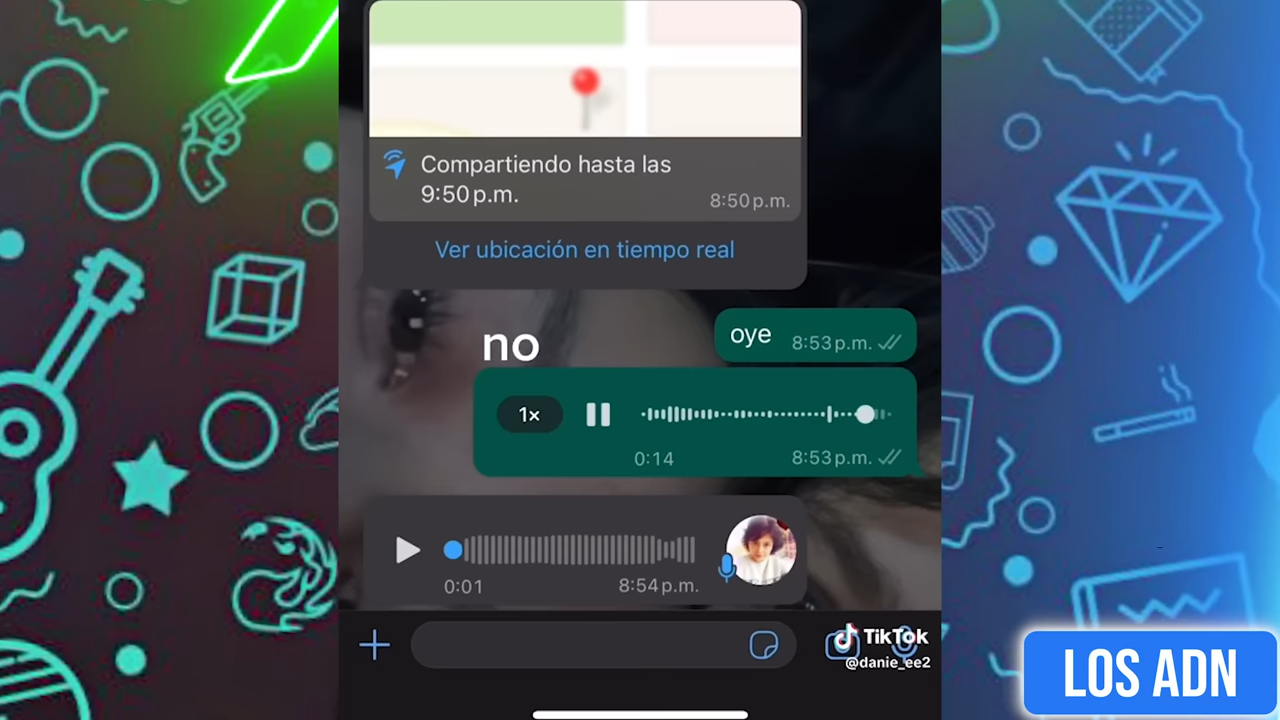 Compartiendo hasta las
9:50 p.m.
8:50 p.m.
Ver ubicación en tiempo real
oye 8:53 p.m.
no
1x
0:14 8:53 p.m.
0:01 8:54 p.m.
TikTok
@danie_ee2
LOS ADN